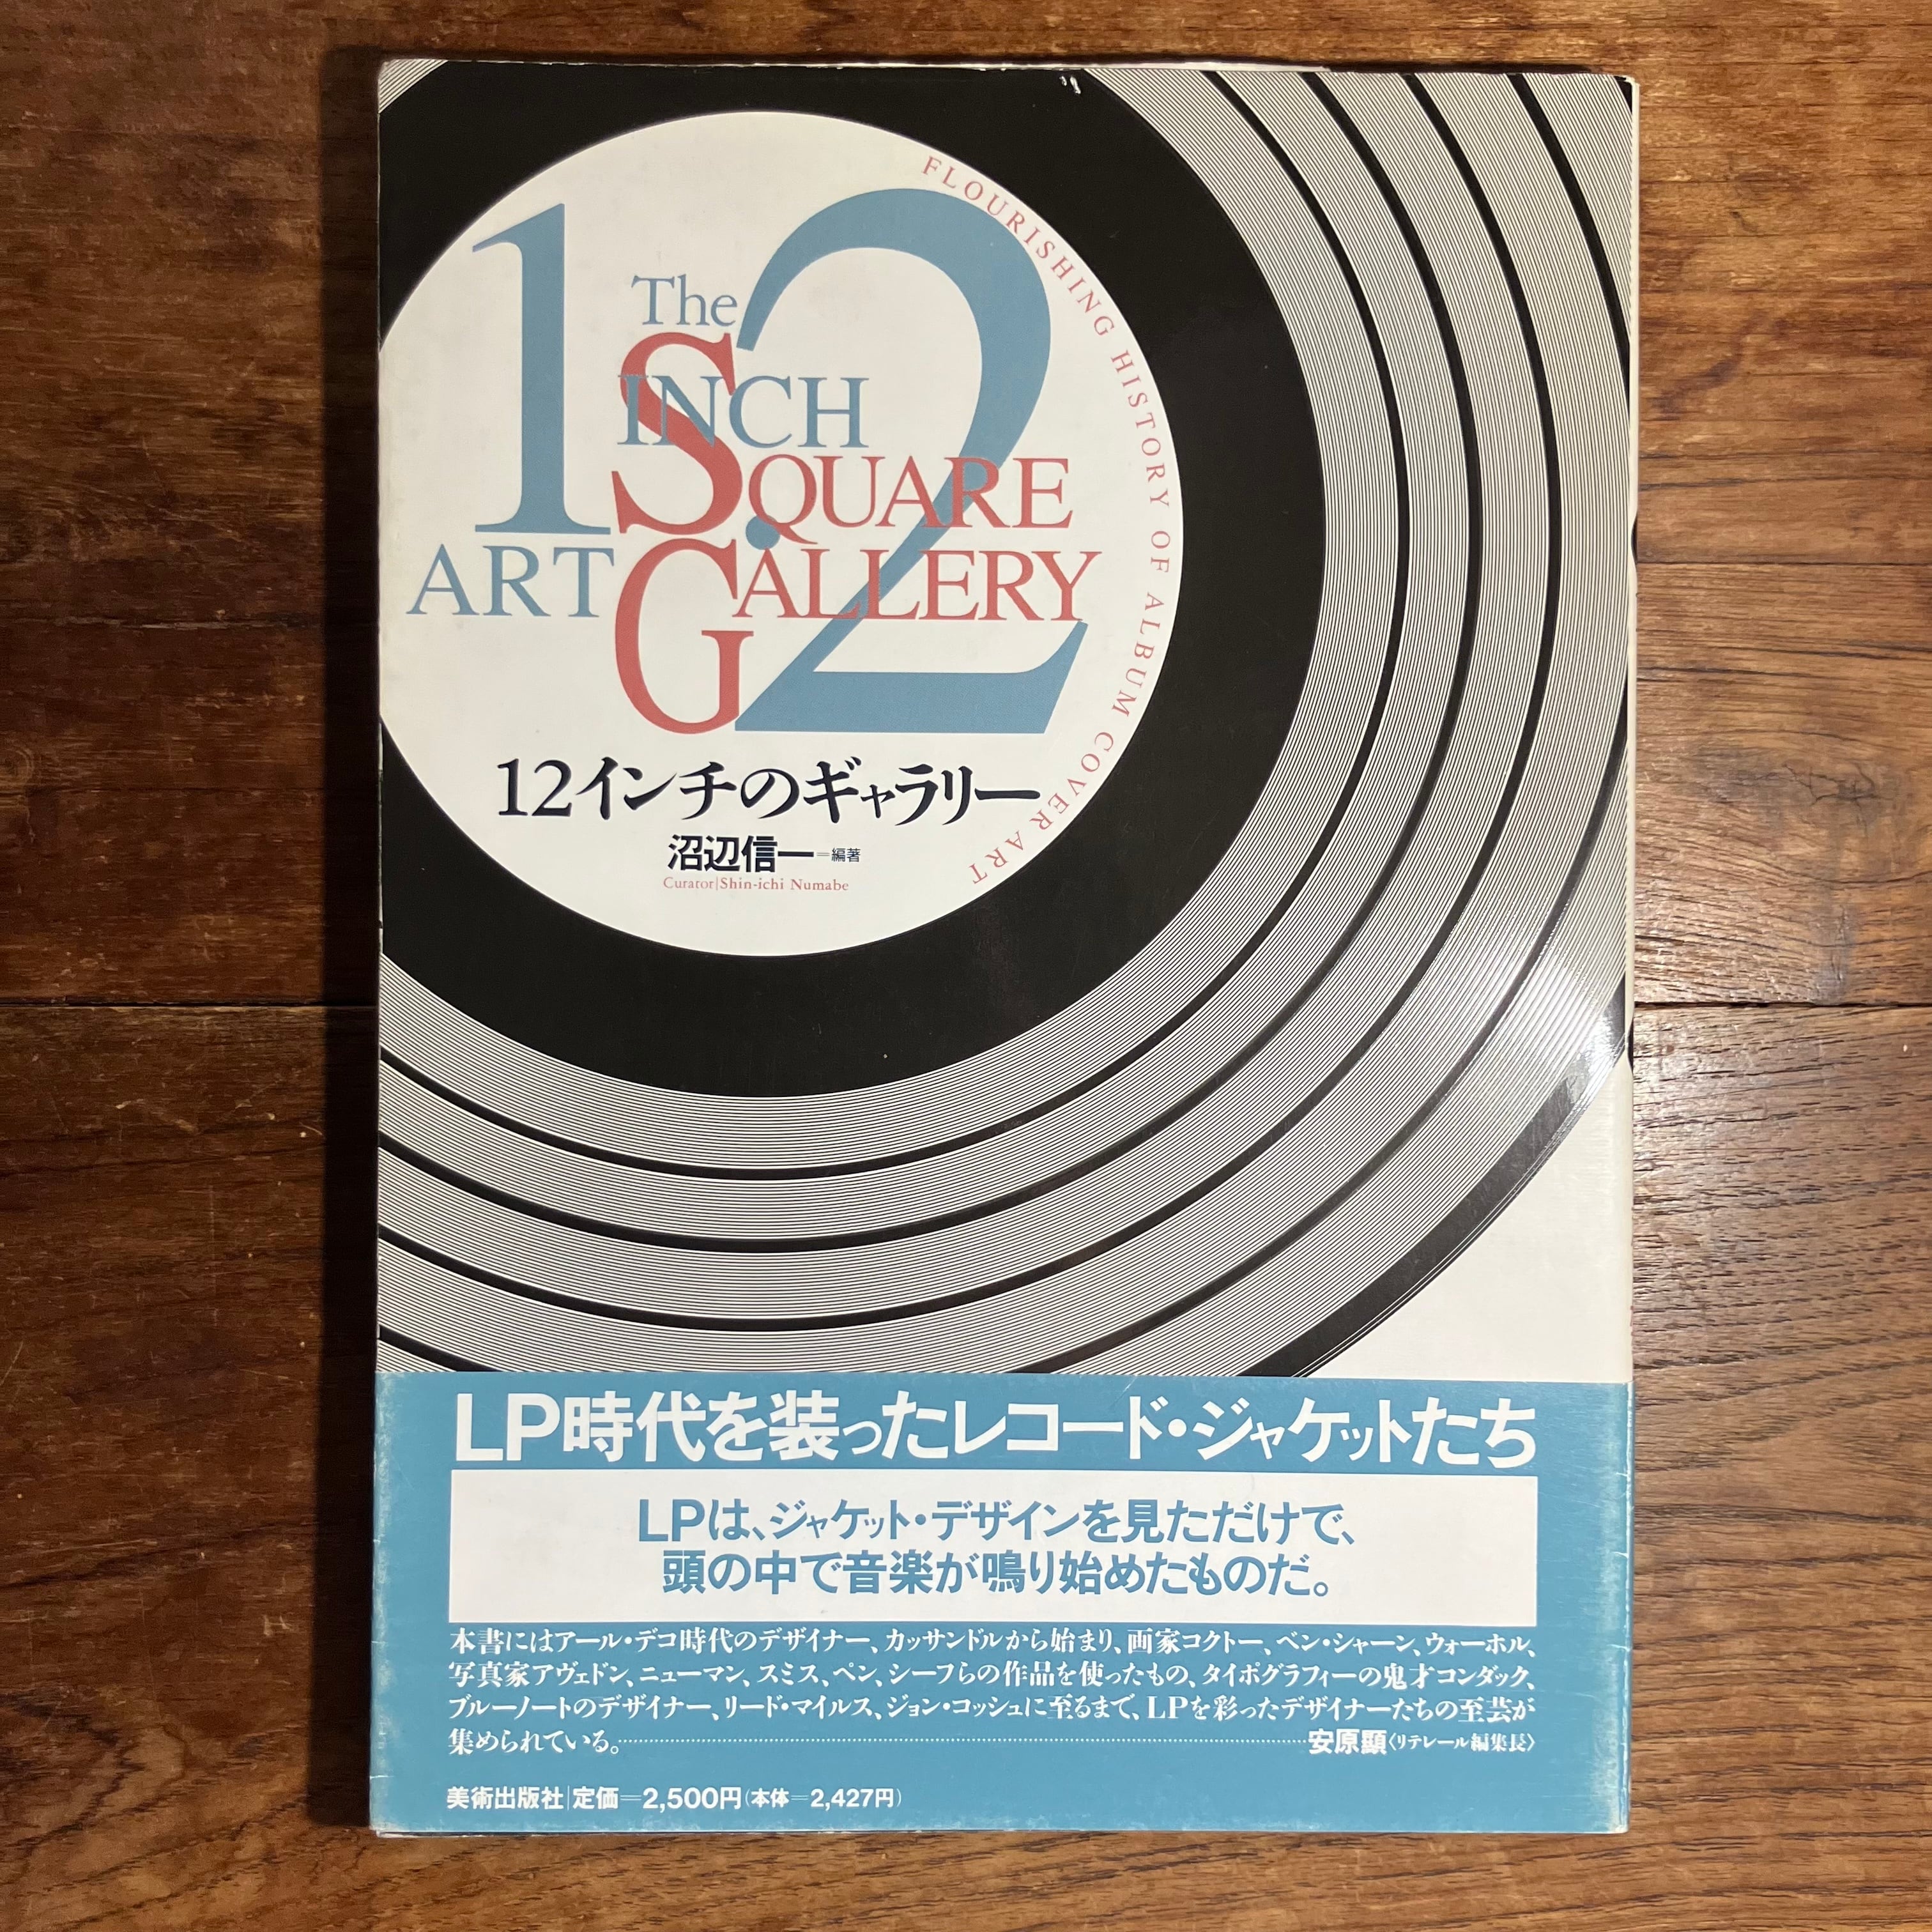 The
12
INCH
SQUARE
ART GALLERY
FLOURISHING HISTORY OF ALBUM COVER ART
12インチのギャラリー
沼辺信一=編著
Curator|Shin-ichi Numabe
LP時代を装ったレコード・ジャケットたち
LPは、ジャケット・デザインを見ただけで、
頭の中で音楽が鳴り始めたものだ。
本書にはアール・デコ時代のデザイナー、カッサンドルから始まり、画家コクトー、ベン・シャーン、ウォーホル、
写真家アヴェドン、ニューマン、スミス、ペン、シーフらの作品を使ったもの、タイポグラフィーの鬼才コンダック、
ブルーノートのデザイナー、リード・マイルス、ジョン・コッシュに至るまで、LPを彩ったデザイナーたちの至芸が
集められている。……安原顯〈リテレール編集長〉
美術出版社|定価=2,500円(本体=2,427円)